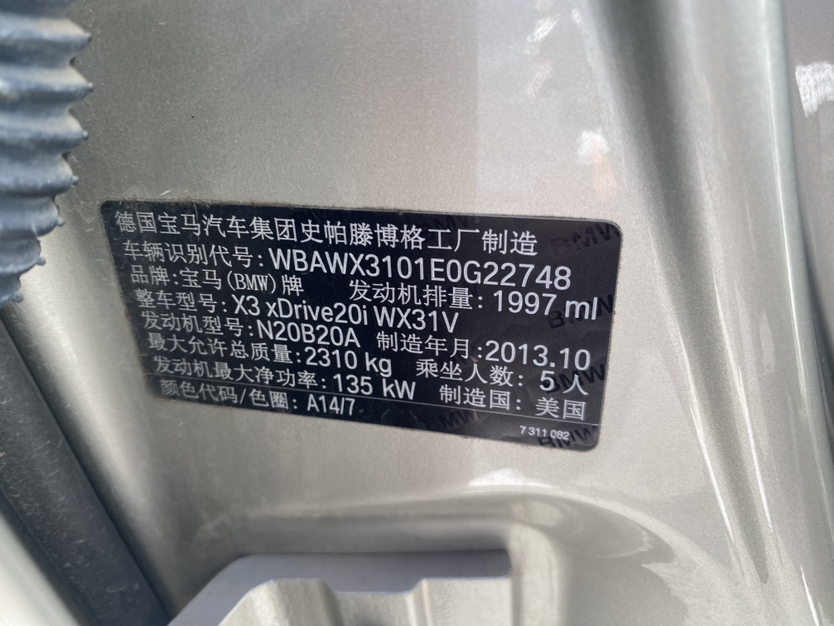 德国宝马汽车集团史帕滕博格工厂制造
车辆识别代号: WBAWX3101E0G22748
品牌: 宝马(BMW)牌 发动机排量: 1997 ml
整车型号: X3 xDrive20i WX31V
发动机型号: N20B20A 制造年月: 2013.10
最大允许总质量: 2310 kg 乘坐人数: 5人
发动机最大净功率: 135 kW 制造国: 美国
颜色代码/色圈: A14/7
7 311 082